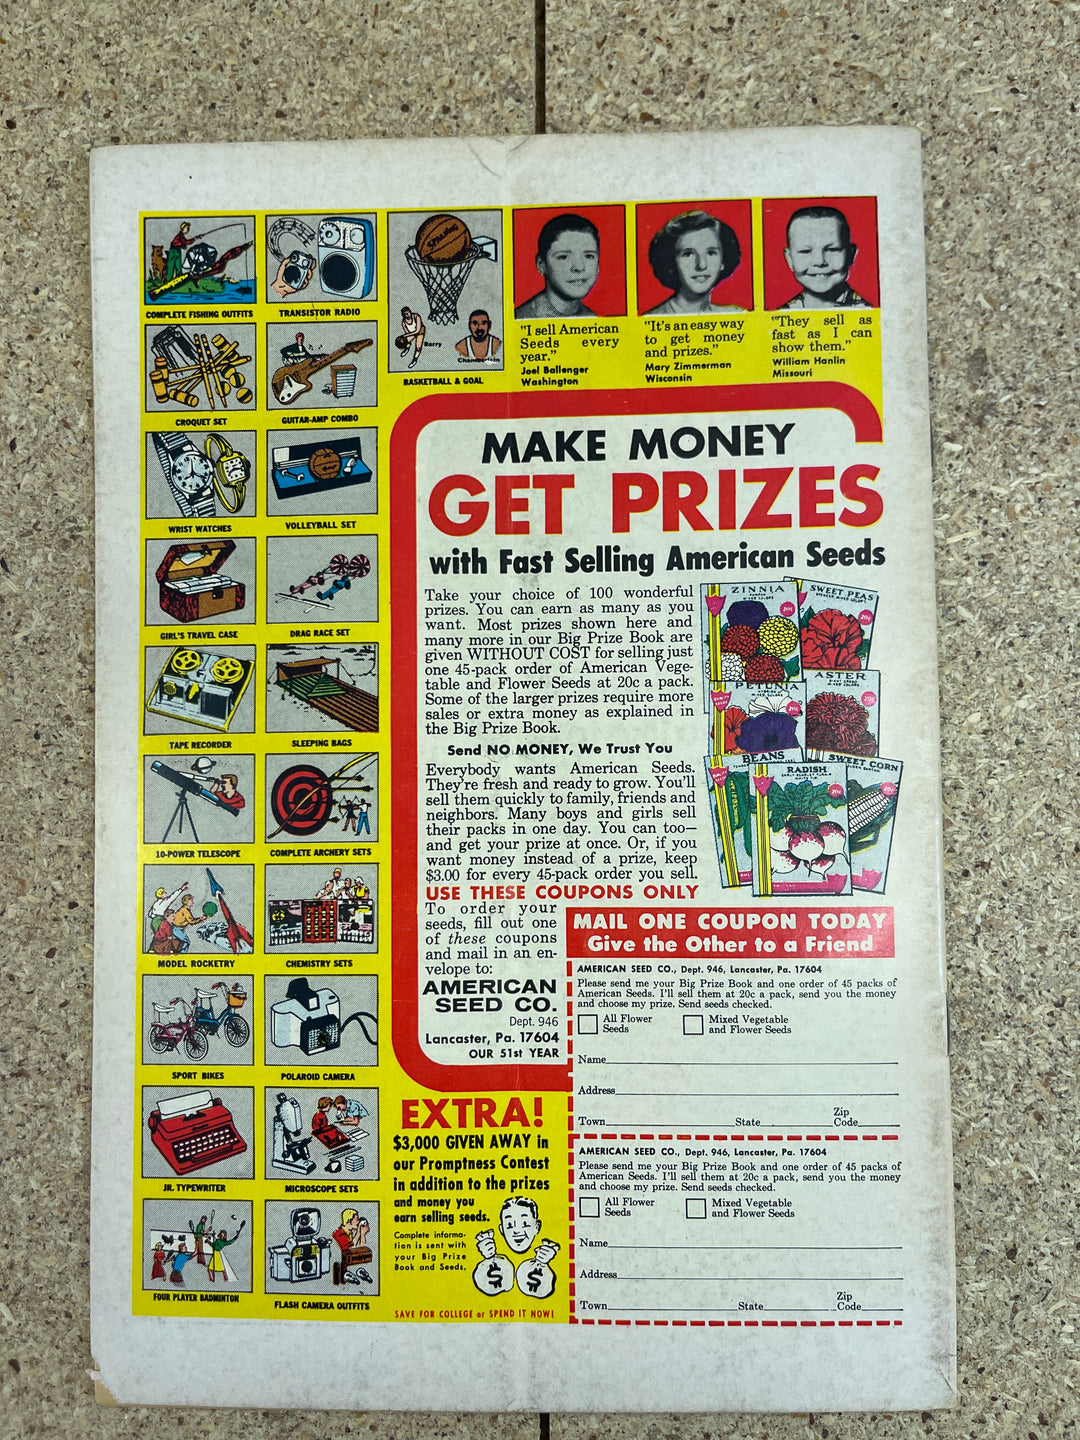 COMPLETE FISHING OUTFITS
TRANSISTOR RADIO
Spalding
Barry
Chamberlain
BASKETBALL & GOAL
CROQUET SET
GUITAR-AMP COMBO
WRIST WATCHES
VOLLEYBALL SET
GIRL'S TRAVEL CASE
DRAG RACE SET
TAPE RECORDER
SLEEPING BAGS
10-POWER TELESCOPE
COMPLETE ARCHERY SETS
MODEL ROCKETRY
CHEMISTRY SETS
SPORT BIKES
POLAROID CAMERA
JR. TYPEWRITER
MICROSCOPE SETS
FOUR PLAYER BADMINTON
FLASH CAMERA OUTFITS
"I sell American
Seeds every
year."
Joel Ballenger
Washington
"It's an easy way
to get money
and prizes."
Mary Zimmerman
Wisconsin
"They sell as
fast as I can
show them."
William Hanlin
Missouri
MAKE MONEY
GET PRIZES
with Fast Selling American Seeds
Take your choice of 100 wonderful
prizes. You can earn as many as you
want. Most prizes shown here and
many more in our Big Prize Book are
given WITHOUT COST for selling just
one 45-pack order of American Vege-
table and Flower Seeds at 20c a pack.
Some of the larger prizes require more
sales or extra money as explained in
the Big Prize Book.
Send NO MONEY, We Trust You
Everybody wants American Seeds.
They're fresh and ready to grow. You'll
sell them quickly to family, friends and
neighbors. Many boys and girls sell
their packs in one day. You can too—
and get your prize at once. Or, if you
want money instead of a prize, keep
$3.00 for every 45-pack order you sell.
USE THESE COUPONS ONLY
To order your
seeds, fill out one
of these coupons
and mail in an en-
velope to:
AMERICAN
SEED CO.
Dept. 946
Lancaster, Pa. 17604
OUR 51st YEAR
ZINNIA
MIXED COLORS
20c
SWEET PEAS
20c
PETUNIA
MIXED COLORS
20c
ASTER
MIXED COLORS
20c
BEANS
RADISH
20c
SWEET CORN
20c
MAIL ONE COUPON TODAY
Give the Other to a Friend
AMERICAN SEED CO., Dept. 946, Lancaster, Pa. 17604
Please send me your Big Prize Book and one order of 45 packs of
American Seeds. I'll sell them at 20c a pack, send you the money
and choose my prize. Send seeds checked.
All Flower
Seeds
Mixed Vegetable
and Flower Seeds
Name
Address
Town State Zip
Code
AMERICAN SEED CO., Dept. 946, Lancaster, Pa. 17604
Please send me your Big Prize Book and one order of 45 packs of
American Seeds. I'll sell them at 20c a pack, send you the money
and choose my prize. Send seeds checked.
All Flower
Seeds
Mixed Vegetable
and Flower Seeds
Name
Address
Town State Zip
Code
EXTRA!
$3,000 GIVEN AWAY in
our Promptness Contest
in addition to the prizes
and money you
earn selling seeds.
Complete informa-
tion is sent with
your Big Prize
Book and Seeds.
$ $
SAVE FOR COLLEGE or SPEND IT NOW!